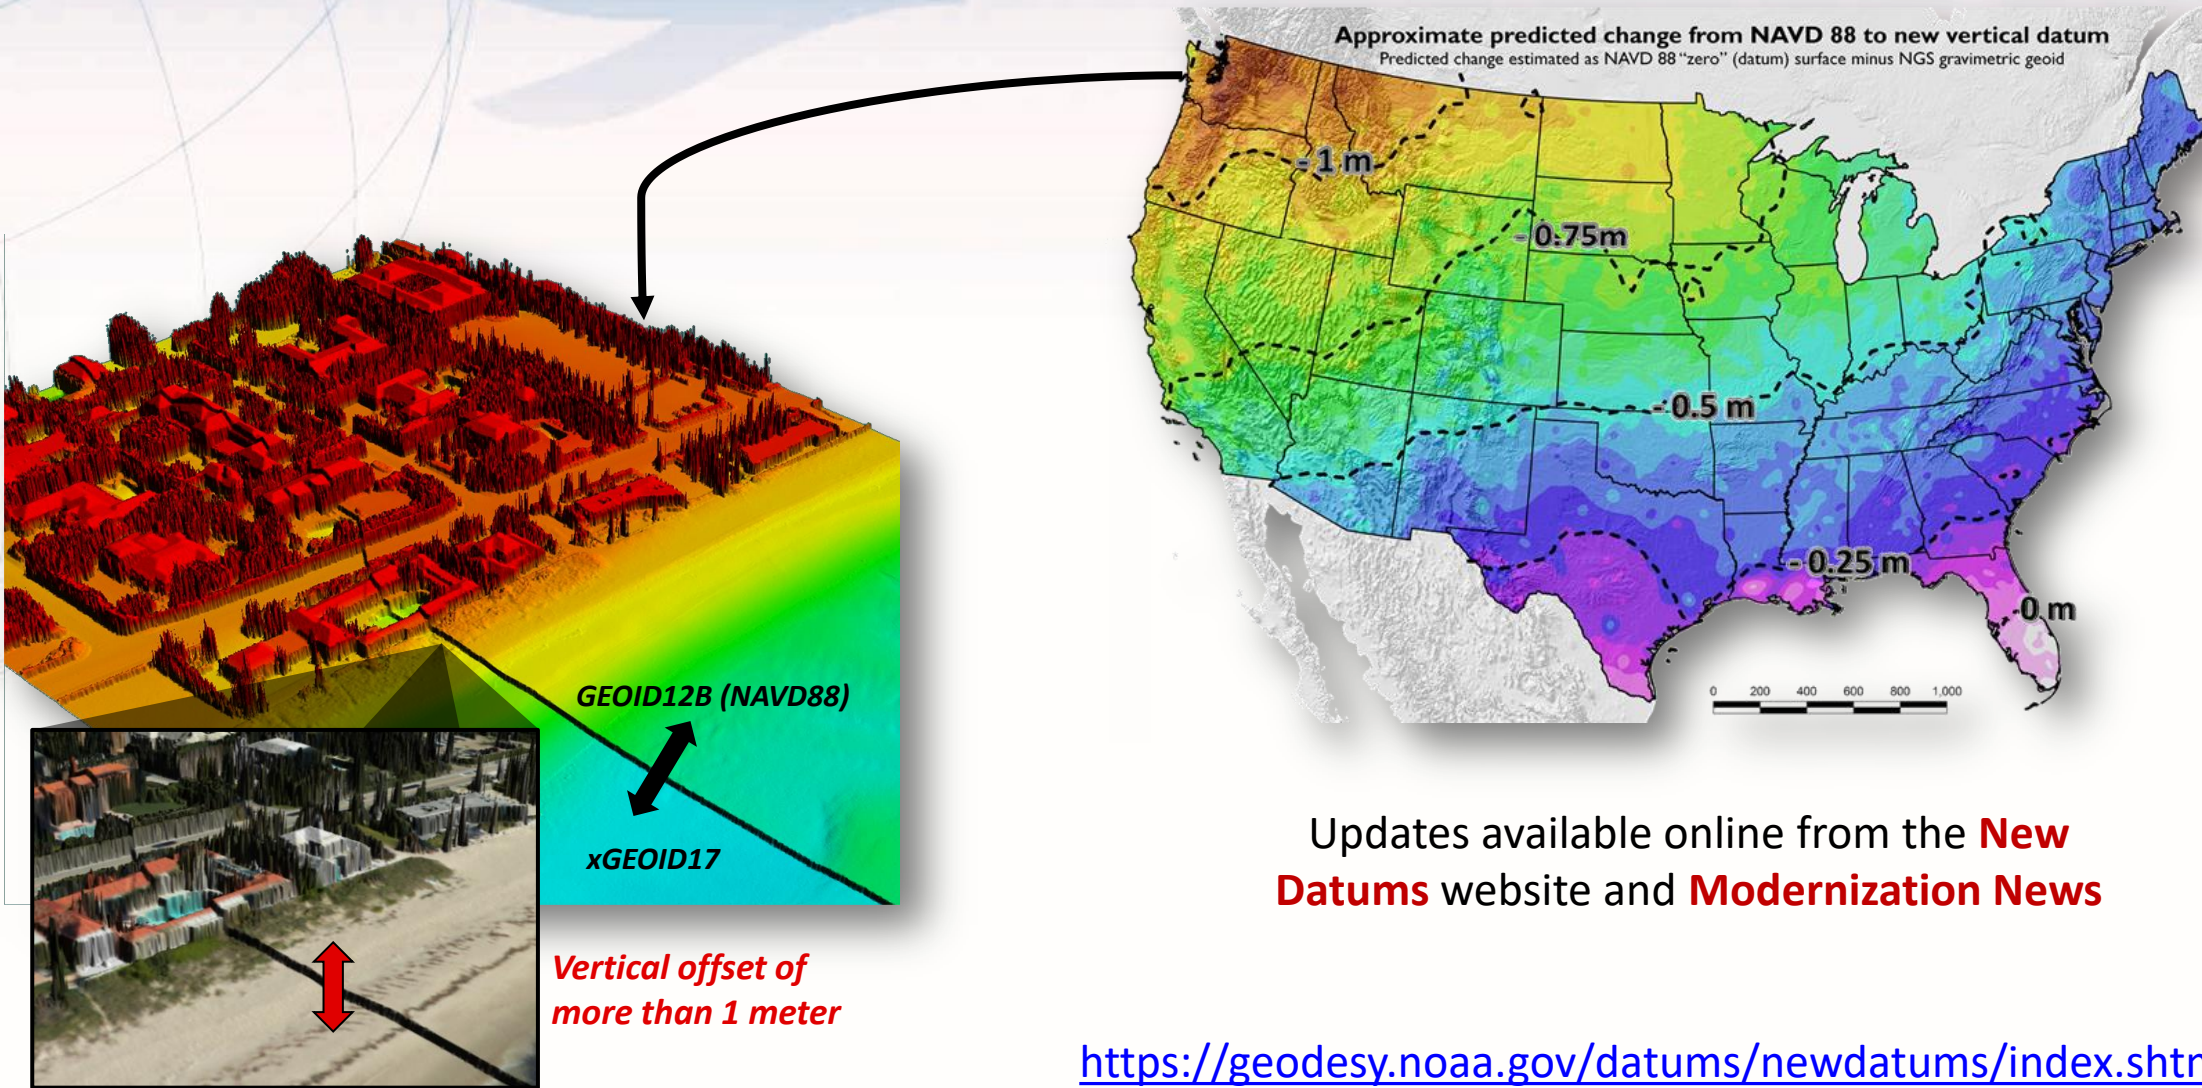 Approximate predicted change from NAVD 88 to new vertical datum
Predicted change estimated as NAVD 88 "zero" (datum) surface minus NGS gravimetric geoid
- 1 m
- 0.75m
- 0.5 m
- 0.25 m
0 m
0 200 400 600 800 1,000
GEOID12B (NAVD88)
xGEOID17
Vertical offset of
more than 1 meter
Updates available online from the New
Datums website and Modernization News
https://geodesy.noaa.gov/datums/newdatums/index.shtm